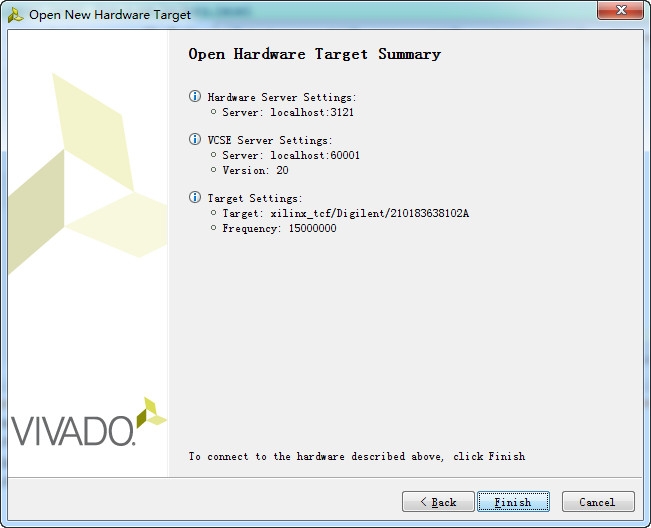 Open New Hardware Target
Open Hardware Target Summary
Hardware Server Settings:
Server: localhost:3121
VCSE Server Settings:
Server: localhost:60001
Version: 20
Target Settings:
Target: xilinx_tcf/Digilent/210183638102A
Frequency: 15000000
VIVADO.
To connect to the hardware described above, click Finish
< Back
Finish
Cancel